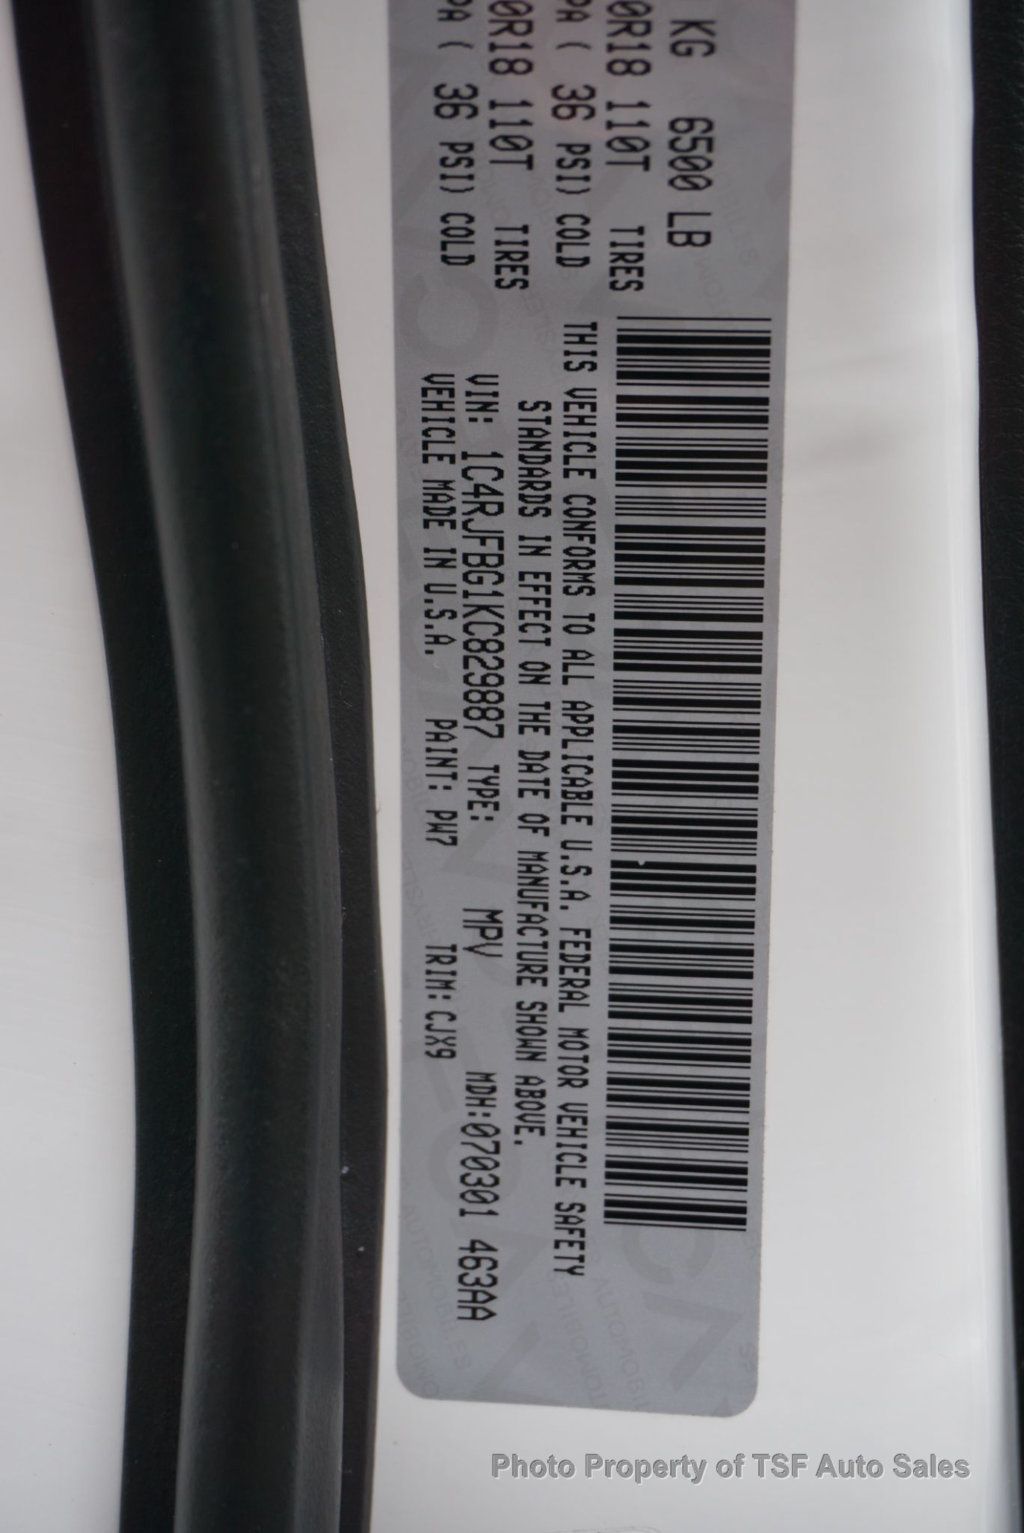 KG 6500 LB
0R18 110T TIRES
PA ( 36 PSI) COLD
0R18 110T TIRES
PA ( 36 PSI) COLD
THIS VEHICLE CONFORMS TO ALL APPLICABLE U.S.A. FEDERAL MOTOR VEHICLE SAFETY
STANDARDS IN EFFECT ON THE DATE OF MANUFACTURE SHOWN ABOVE.
VIN: 1C4RJFBG1KC829887 TYPE: MPV MDH:070301 463AA
VEHICLE MADE IN U.S.A. PAINT: PW7 TRIM:CJX9
Photo Property of TSF Auto Sales